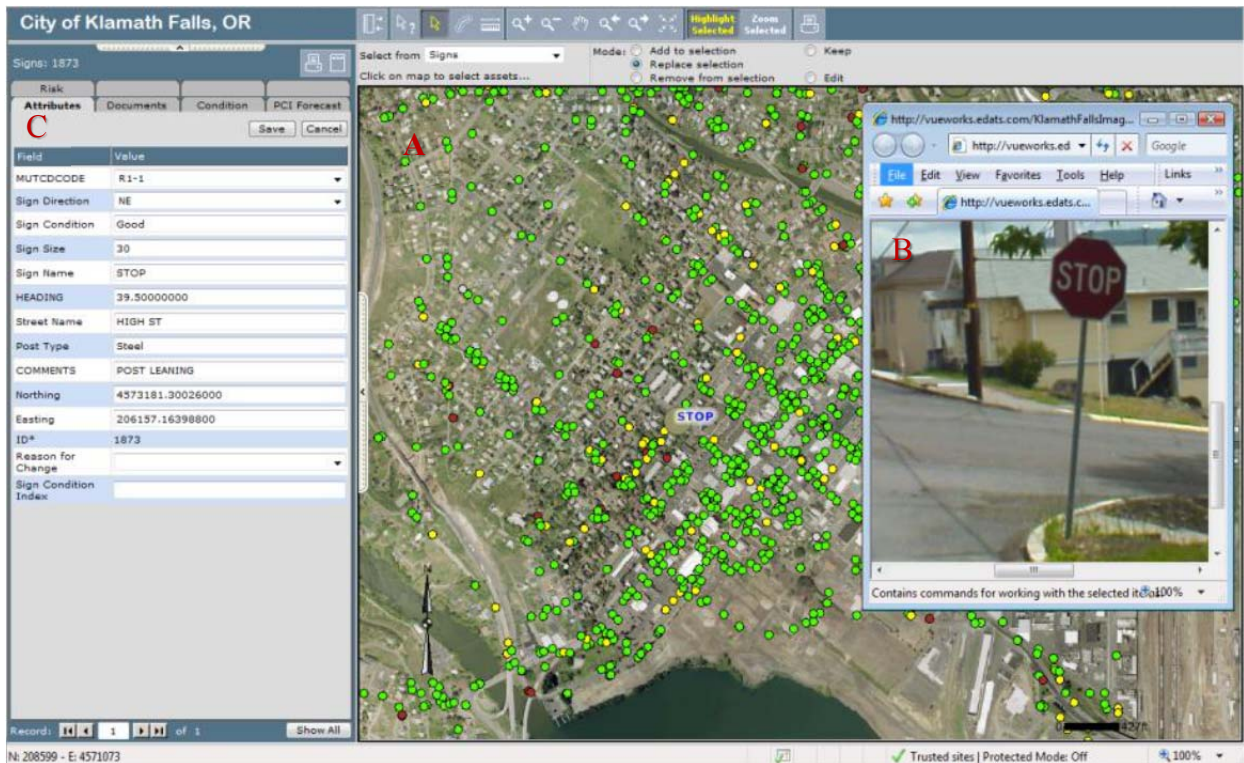 City of Klamath Falls, OR
Highlight Selected
Zoom Selected
Signs: 1873
Select from Signs
Mode: Add to selection
Replace selection
Remove from selection
Keep
Edit
Click on map to select assets...
Risk
Attributes Documents Condition PCI Forecast
C
Save Cancel
Field Value
MUTCDCODE R1-1
Sign Direction NE
Sign Condition Good
Sign Size 30
Sign Name STOP
HEADING 39.50000000
Street Name HIGH ST
Post Type Steel
COMMENTS POST LEANING
Northing 4573181.30026000
Easting 206157.16398800
ID* 1873
Reason for Change
Sign Condition Index
Record: 1 of 1 Show All
A
STOP
http://vueworks.edats.com/KlamathFallsImag...
http://vueworks.ed Google
File Edit View Favorites Tools Help Links
http://vueworks.edats.c...
B
STOP
Contains commands for working with the selected 100%
0 427ft
N: 208599 - E: 4571073
Trusted sites | Protected Mode: Off 100%